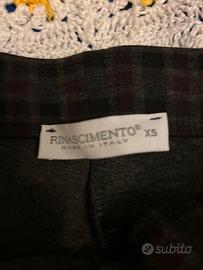 RINASCIMENTO® XS
MADE IN ITALY
subito